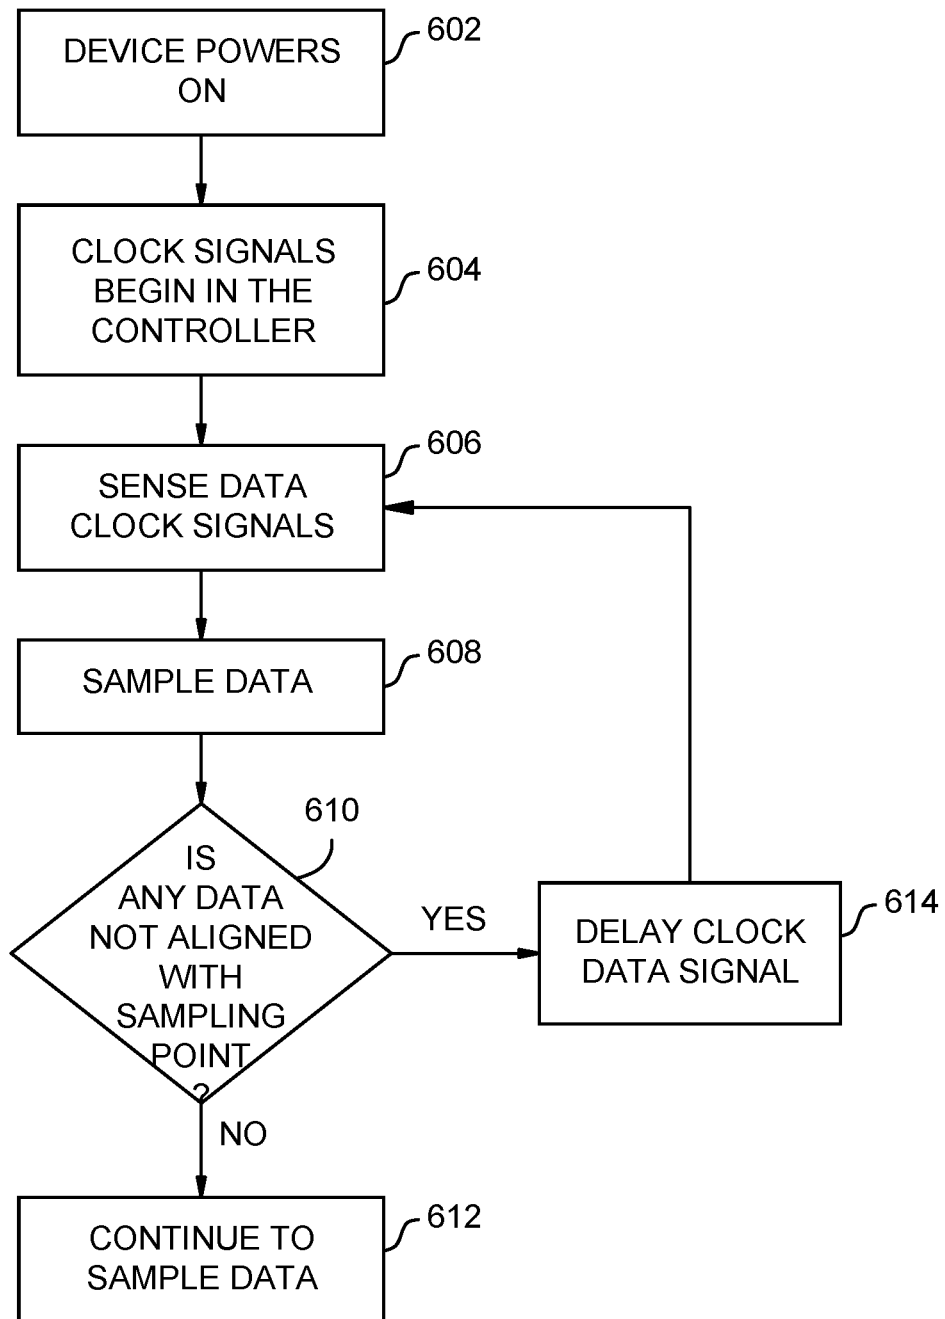 DEVICE POWERS
ON
602
CLOCK SIGNALS
BEGIN IN THE
CONTROLLER
604
SENSE DATA
CLOCK SIGNALS
606
SAMPLE DATA
608
IS
ANY DATA
NOT ALIGNED
WITH
SAMPLING
POINT
?
610
YES
DELAY CLOCK
DATA SIGNAL
614
NO
CONTINUE TO
SAMPLE DATA
612